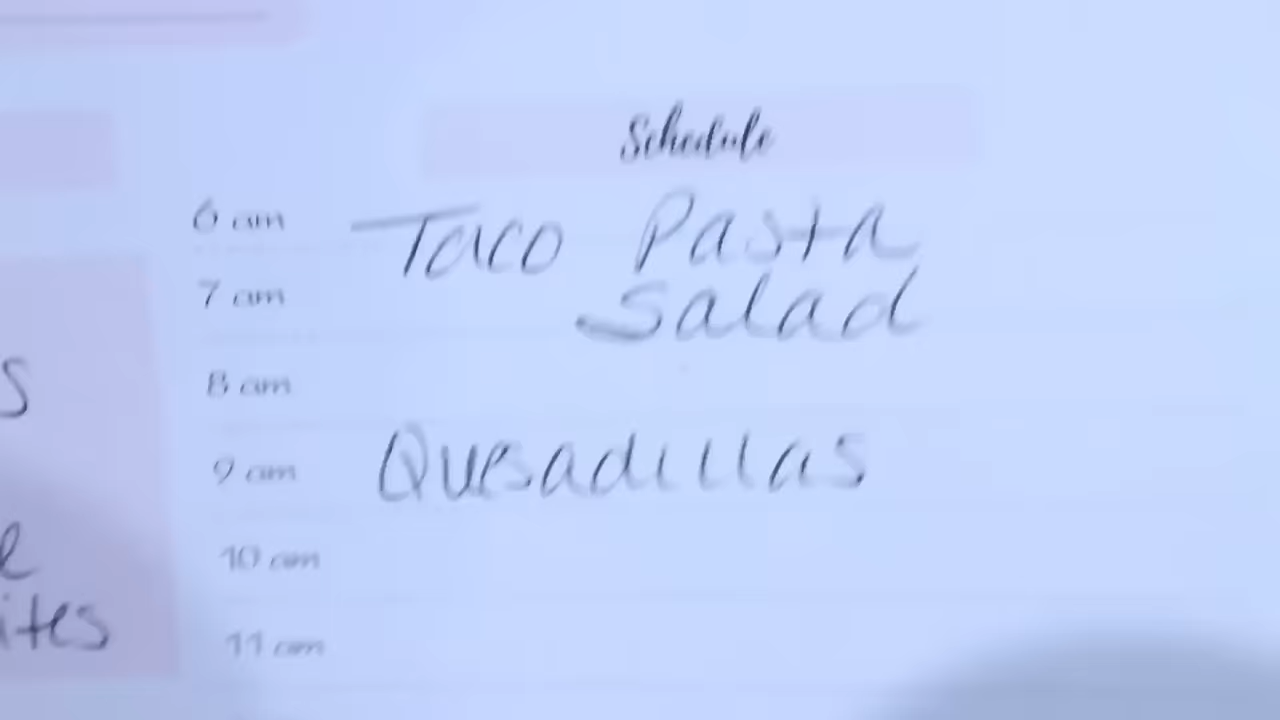 Schedule
6 am Taco Pasta
7 am Salad
8 am
9 am Quesadillas
10 am
11 am